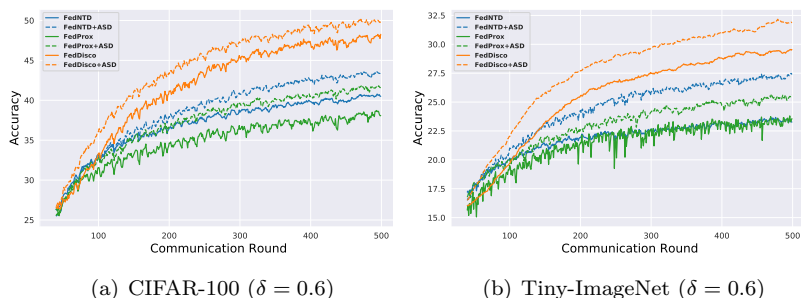 FedNTD
FedNTD+ASD
FedProx
FedProx+ASD
FedDisco
FedDisco+ASD
50
45
40
35
30
25
Accuracy
100 200 300 400 500
Communication Round
(a) CIFAR-100 (δ = 0.6)
FedNTD
FedNTD+ASD
FedProx
FedProx+ASD
FedDisco
FedDisco+ASD
32.5
30.0
27.5
25.0
22.5
20.0
17.5
15.0
Accuracy
100 200 300 400 500
Communication Round
(b) Tiny-ImageNet (δ = 0.6)